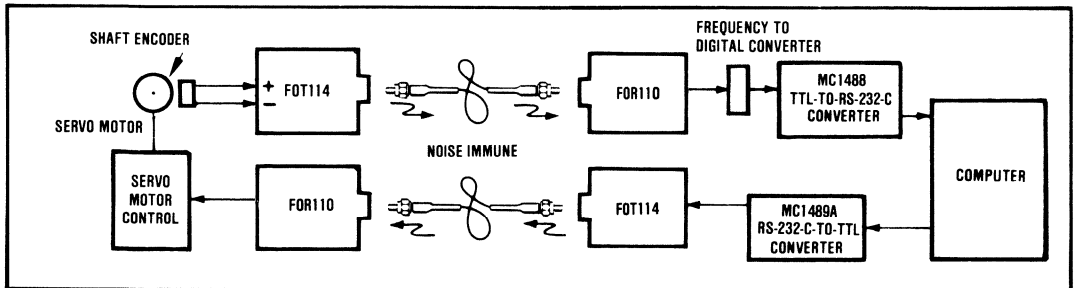 SHAFT ENCODER
+
−
FOT114
SERVO MOTOR
FOR110
FREQUENCY TO
DIGITAL CONVERTER
MC1488
TTL-TO-RS-232-C
CONVERTER
COMPUTER
NOISE IMMUNE
SERVO
MOTOR
CONTROL
FOR110
FOT114
MC1489A
RS-232-C-TO-TTL
CONVERTER